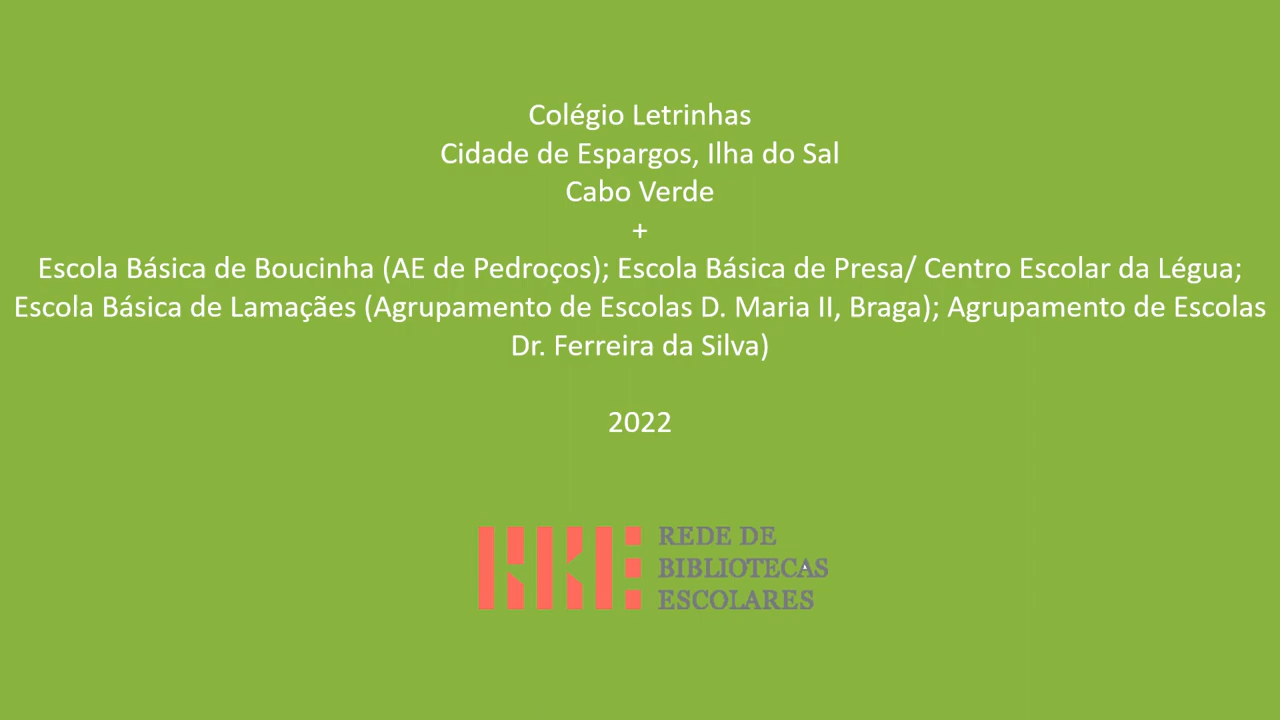 Colégio Letrinhas
Cidade de Espargos, Ilha do Sal
Cabo Verde
+
Escola Básica de Boucinha (AE de Pedroços); Escola Básica de Presa/ Centro Escolar da Légua;
Escola Básica de Lamaçães (Agrupamento de Escolas D. Maria II, Braga); Agrupamento de Escolas
Dr. Ferreira da Silva)
2022
RBE
REDE DE
BIBLIOTECAS
ESCOLARES